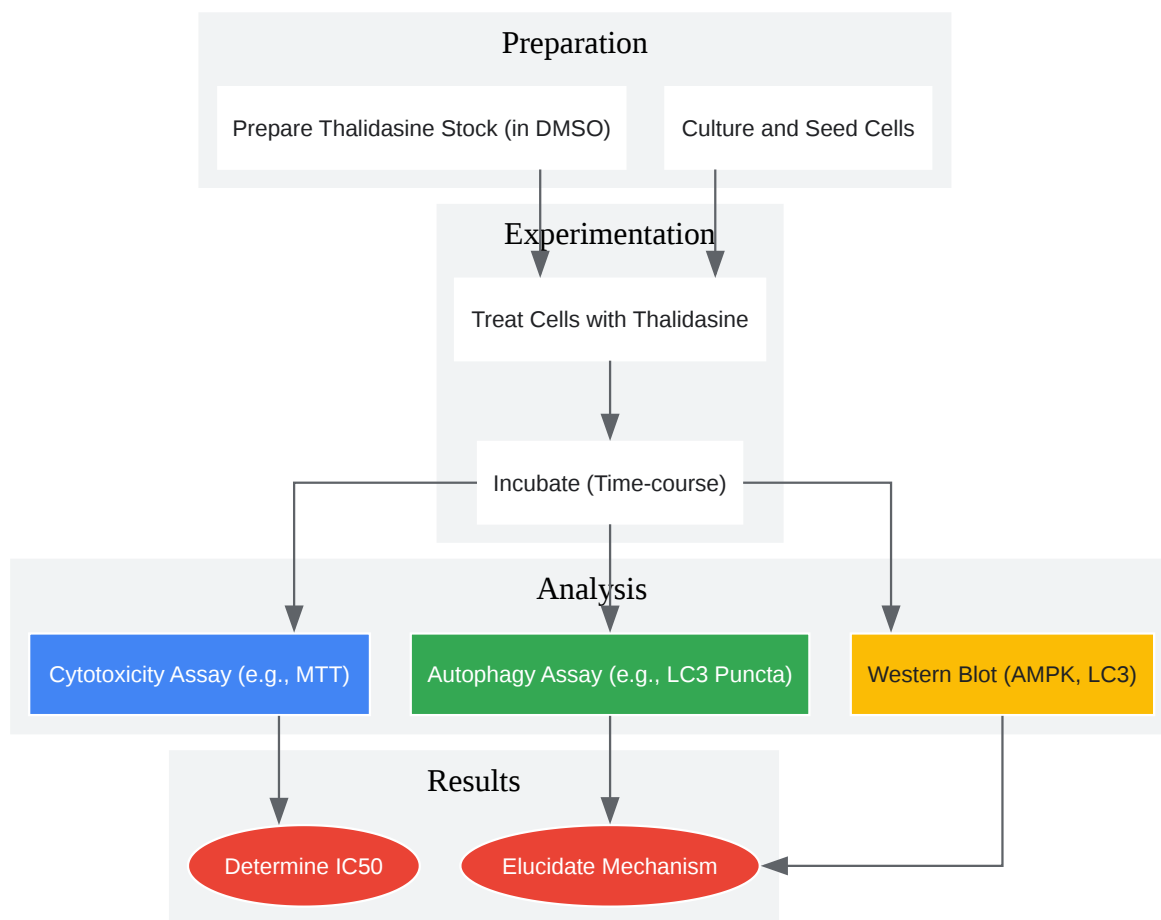 Preparation
Prepare Thalidasine Stock (in DMSO)
Culture and Seed Cells
Experimentation
Treat Cells with Thalidasine
Incubate (Time-course)
Analysis
Cytotoxicity Assay (e.g., MTT)
Autophagy Assay (e.g., LC3 Puncta)
Western Blot (AMPK, LC3)
Results
Determine IC50
Elucidate Mechanism